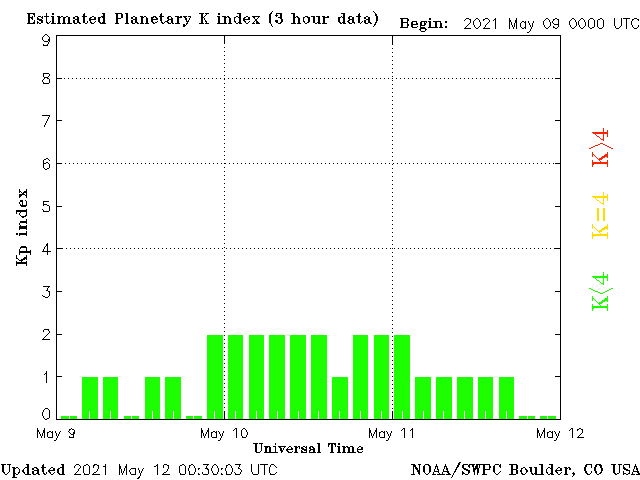 Estimated Planetary K index (3 hour data) Begin: 2021 May 09 0000 UTC
9
8
7
6
5
4
3
2
1
0
Kp index
K>4
K=4
K<4
May 9 May 10 May 11 May 12
Universal Time
Updated 2021 May 12 00:30:03 UTC NOAA/SWPC Boulder, CO USA